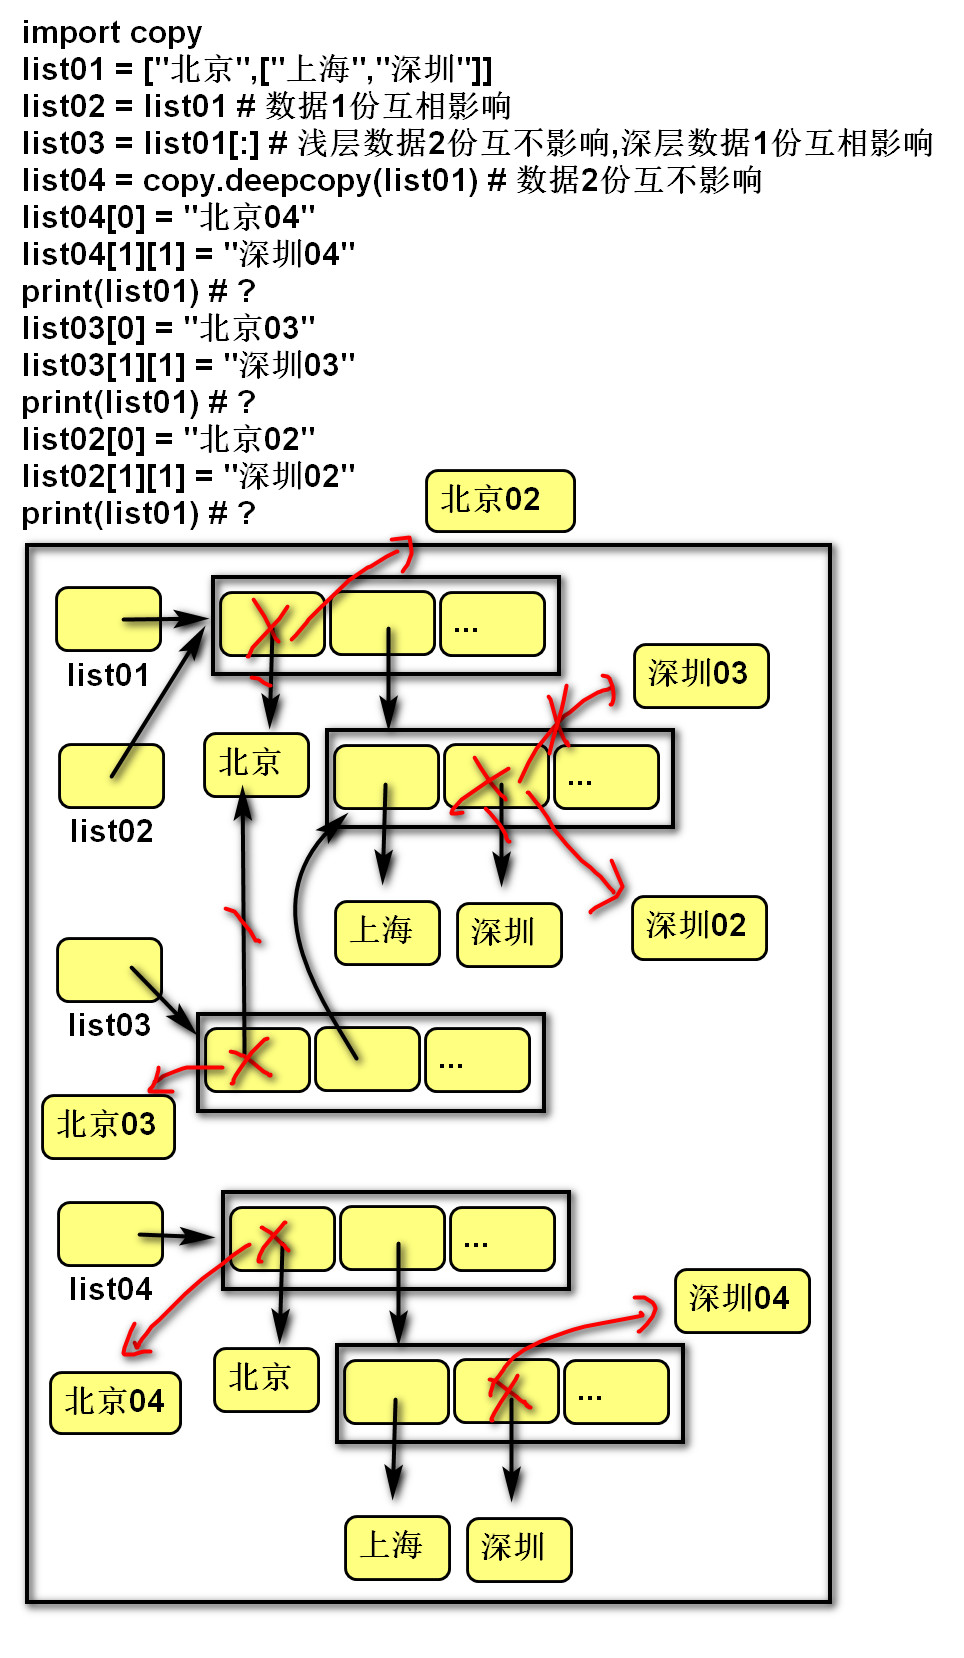 import copy
list01 = ["北京",["上海","深圳"]]
list02 = list01 # 数据1份互相影响
list03 = list01[:] # 浅层数据2份互不影响,深层数据1份互相影响
list04 = copy.deepcopy(list01) # 数据2份互不影响
list04[0] = "北京04"
list04[1][1] = "深圳04"
print(list01) # ?
list03[0] = "北京03"
list03[1][1] = "深圳03"
print(list01) # ?
list02[0] = "北京02"
list02[1][1] = "深圳02"
print(list01) # ?
北京02
...
list01
深圳03
北京
...
list02
上海
深圳
深圳02
list03
...
北京03
...
list04
深圳04
北京
北京04
...
上海
深圳